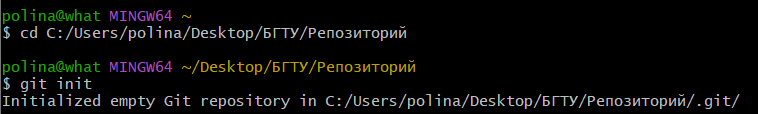 polina@what MINGW64 ~
$ cd C:/Users/polina/Desktop/БГТУ/Репозиторий
polina@what MINGW64 ~/Desktop/БГТУ/Репозиторий
$ git init
Initialized empty Git repository in C:/Users/polina/Desktop/БГТУ/Репозиторий/.git/